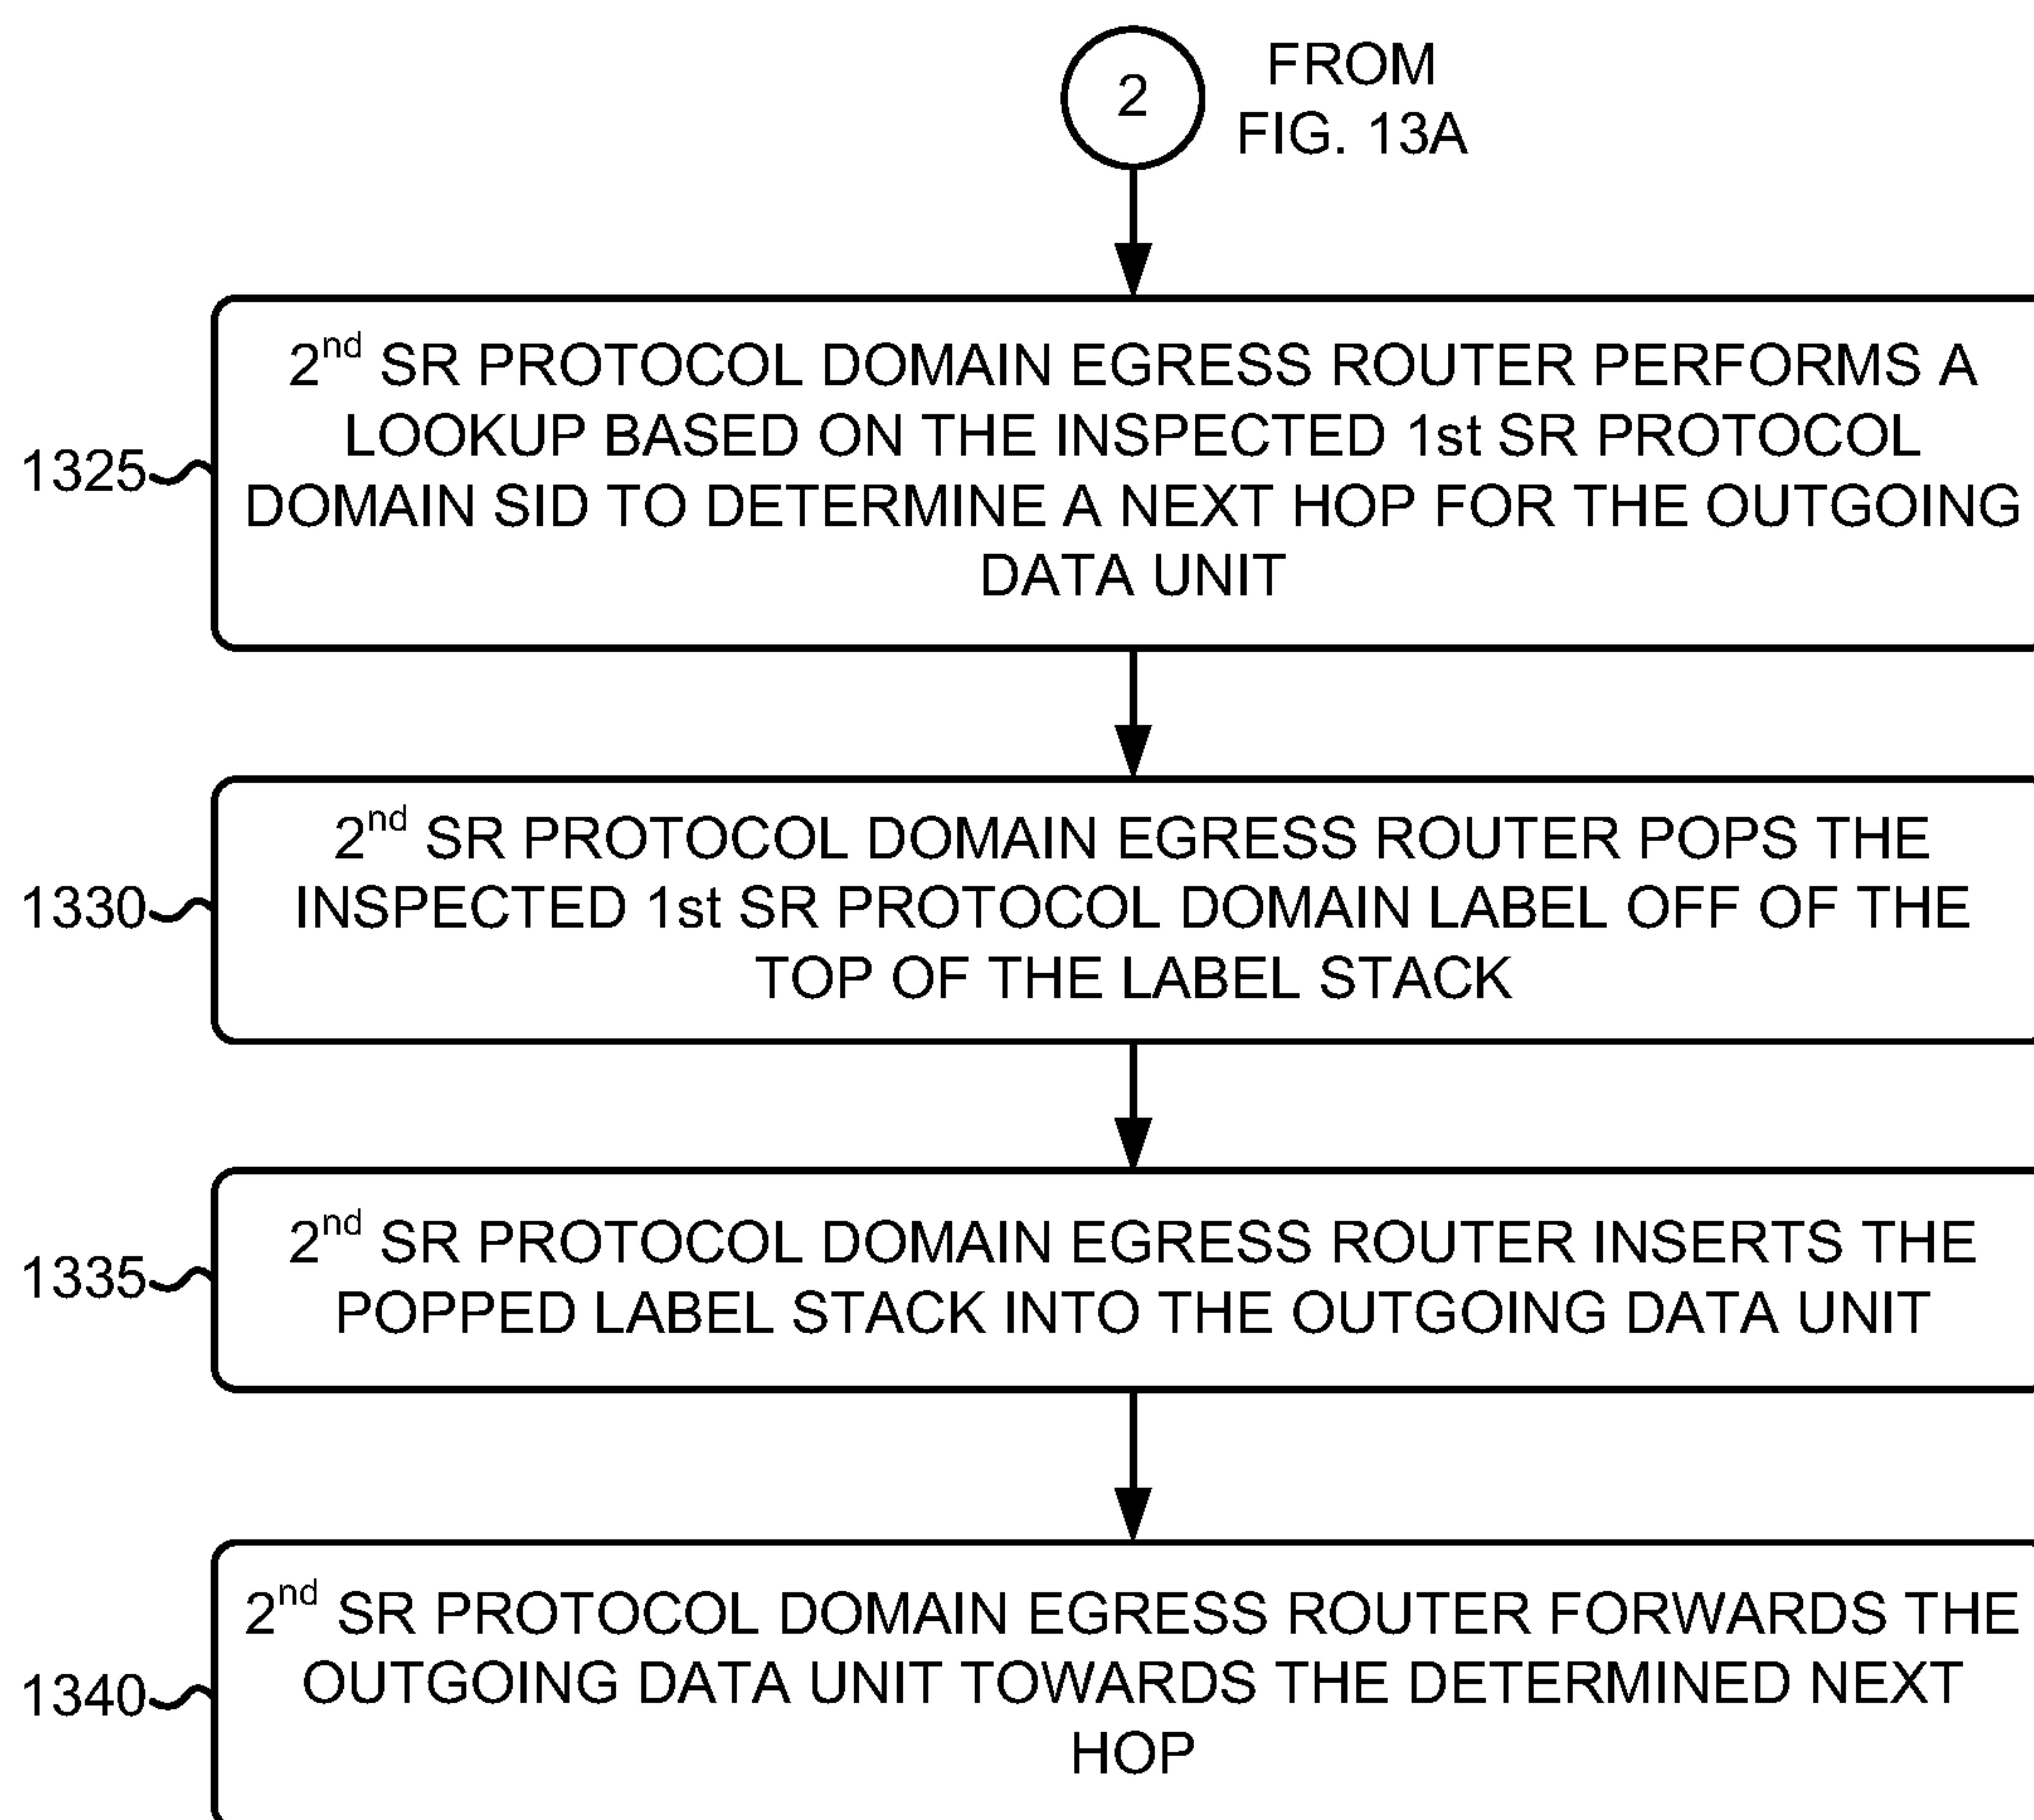 2
FROM
FIG. 13A
1325
2nd SR PROTOCOL DOMAIN EGRESS ROUTER PERFORMS A
LOOKUP BASED ON THE INSPECTED 1st SR PROTOCOL
DOMAIN SID TO DETERMINE A NEXT HOP FOR THE OUTGOING
DATA UNIT
1330
2nd SR PROTOCOL DOMAIN EGRESS ROUTER POPS THE
INSPECTED 1st SR PROTOCOL DOMAIN LABEL OFF OF THE
TOP OF THE LABEL STACK
1335
2nd SR PROTOCOL DOMAIN EGRESS ROUTER INSERTS THE
POPPED LABEL STACK INTO THE OUTGOING DATA UNIT
1340
2nd SR PROTOCOL DOMAIN EGRESS ROUTER FORWARDS THE
OUTGOING DATA UNIT TOWARDS THE DETERMINED NEXT
HOP